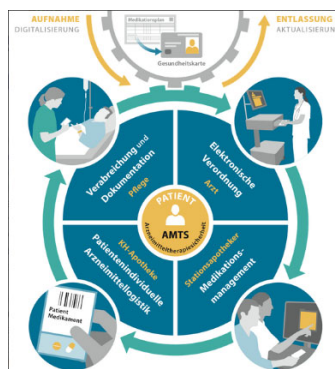 AUFNAHME
DIGITALISIERUNG
Medikationsplan
Gesundheitskarte
ENTLASSUNG
AKTUALISIERUN
Verabreichung und
Dokumentation
Pflege
Elektronische
Verordnung
Arzt
PATIENT
AMTS
Arzneimitteltherapiesicherheit
KH-Apotheke
Patientenindividuelle
Arzneimittellogistik
Stationsapotheker
Medikations-
management
Patient
Medikament